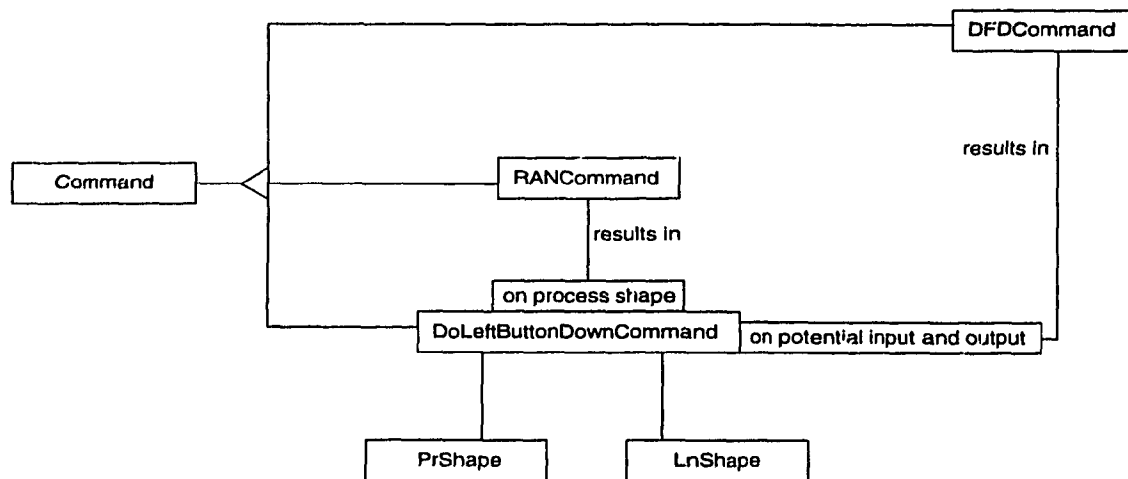 DFDCommand
results in
Command
RANCommand
results in
on process shape
DoLeftButtonDownCommand
on potential input and output
PrShape
LnShape